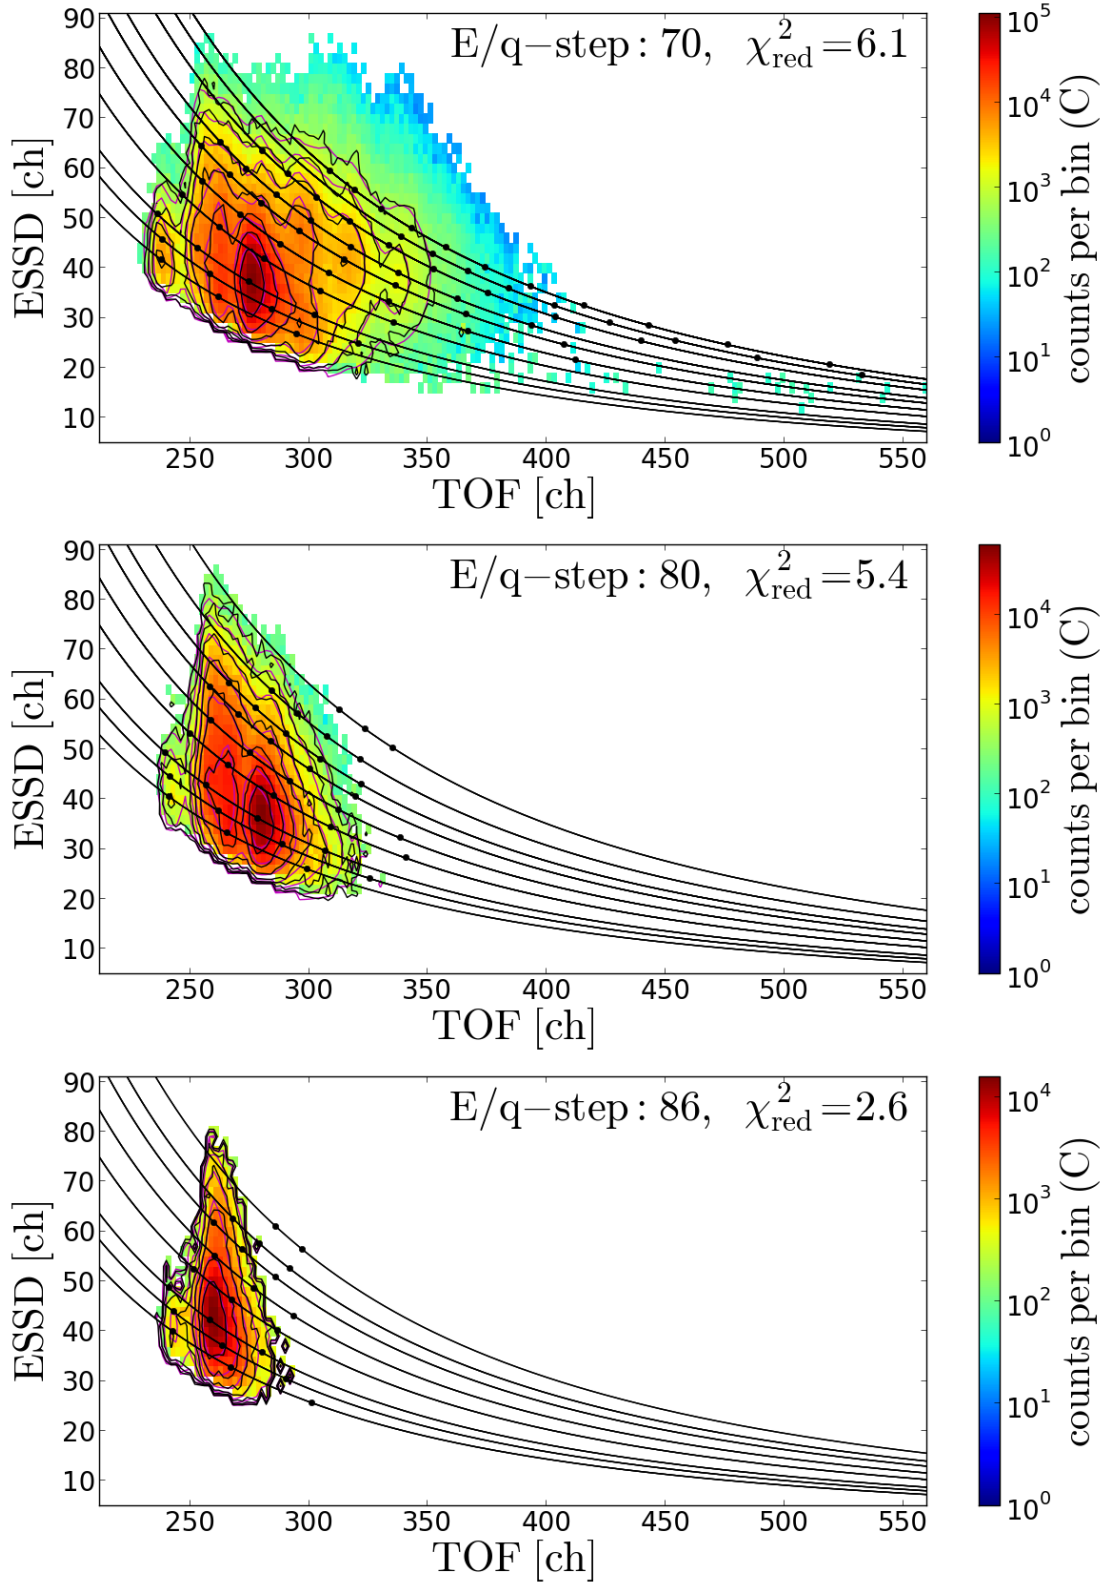 E/q−step: 70, χ²red=6.1
90
80
70
60
50
40
30
20
10
ESSD [ch]
250 300 350 400 450 500 550
TOF [ch]
10⁵
10⁴
10³
10²
10¹
10⁰
counts per bin (C)
E/q−step: 80, χ²red=5.4
90
80
70
60
50
40
30
20
10
ESSD [ch]
250 300 350 400 450 500 550
TOF [ch]
10⁴
10³
10²
10¹
10⁰
counts per bin (C)
E/q−step: 86, χ²red=2.6
90
80
70
60
50
40
30
20
10
ESSD [ch]
250 300 350 400 450 500 550
TOF [ch]
10⁴
10³
10²
10¹
10⁰
counts per bin (C)